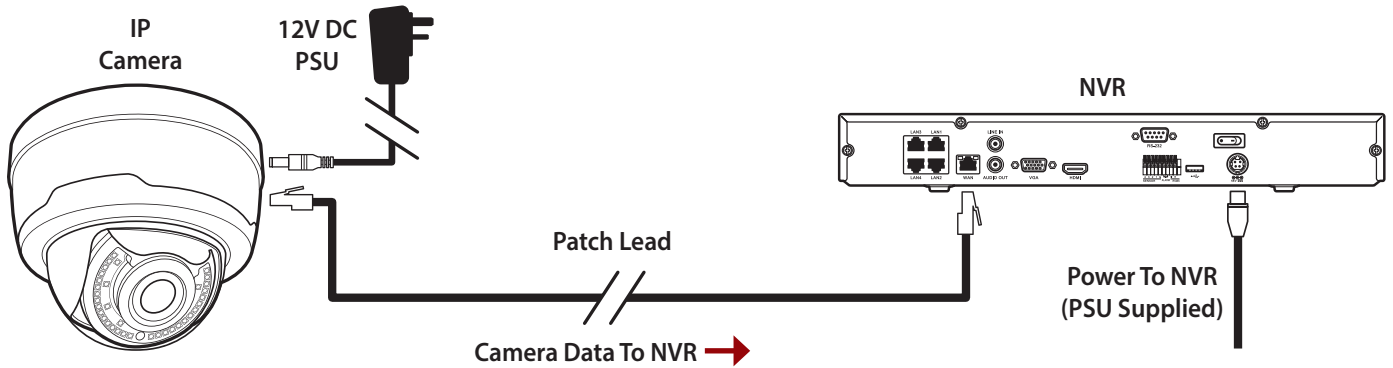 IP
Camera
12V DC
PSU
NVR
LAN3 LAN1
LINE IN
RS-232
LAN4 LAN2
WAN
AUDIO OUT
VGA
HDMI
Patch Lead
Power To NVR
(PSU Supplied)
Camera Data To NVR